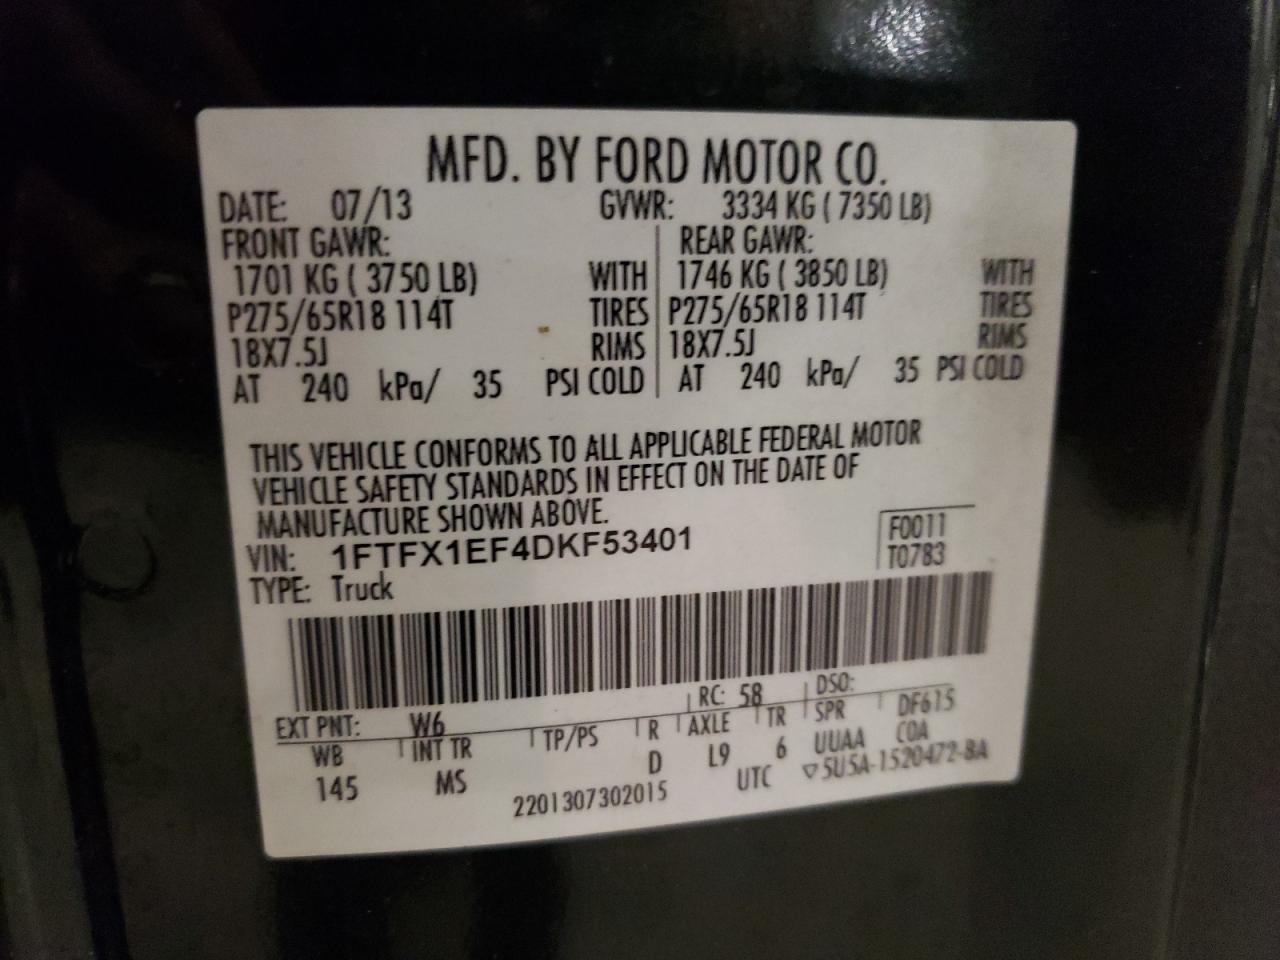 MFD. BY FORD MOTOR CO.
DATE: 07/13 GVWR: 3334 KG ( 7350 LB)
FRONT GAWR: REAR GAWR:
1701 KG ( 3750 LB) WITH 1746 KG ( 3850 LB) WITH
P275/65R18 114T TIRES P275/65R18 114T TIRES
18X7.5J RIMS 18X7.5J RIMS
AT 240 kPa/ 35 PSI COLD AT 240 kPa/ 35 PSI COLD
THIS VEHICLE CONFORMS TO ALL APPLICABLE FEDERAL MOTOR
VEHICLE SAFETY STANDARDS IN EFFECT ON THE DATE OF
MANUFACTURE SHOWN ABOVE.
VIN: 1FTFX1EF4DKF53401 F0011
TYPE: Truck T0783
EXT PNT: W6 RC: 58 DSO:
WB INT TR TP/PS R AXLE TR SPR DF615
145 MS D L9 6 UUAA COA
2201307302015 UTC ▽5U5A-1520472-BA